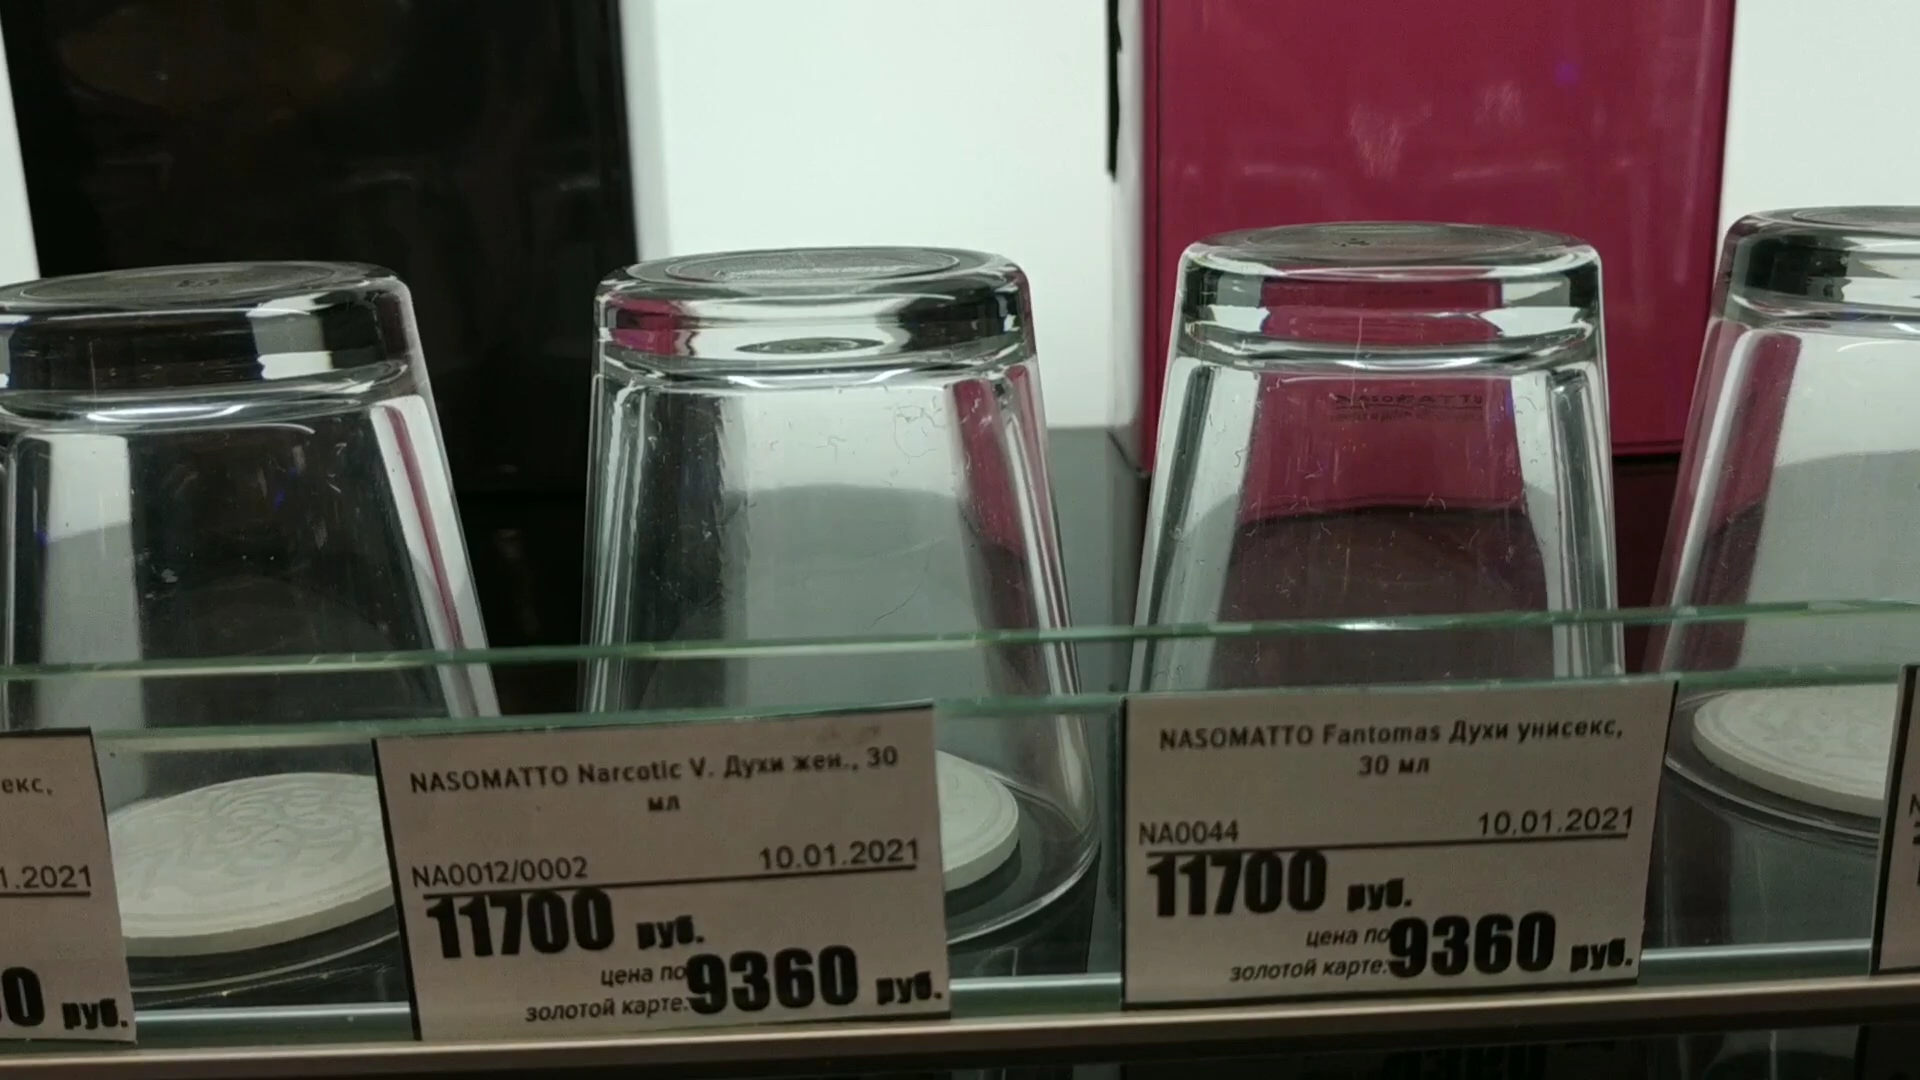 екс,
1.2021
0 руб.
NASOMATTO Narcotic V. Духи жен., 30
мл
NA0012/0002 10.01.2021
11700 руб.
цена по
золотой карте: 9360 руб.
NASOMATTO Fantomas Духи унисекс,
30 мл
NA0044 10.01.2021
11700 руб.
цена по
золотой карте: 9360 руб.